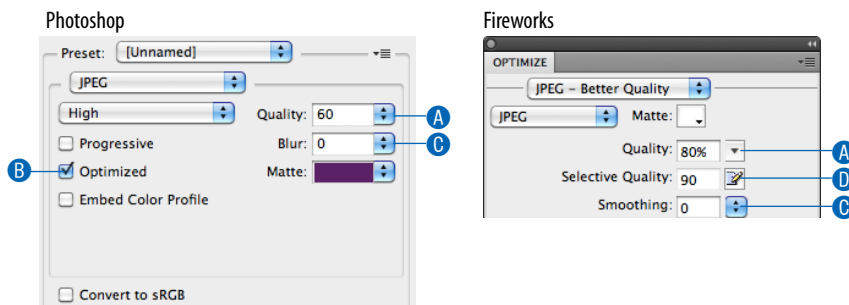 Photoshop
Preset: [Unnamed]
JPEG
High Quality: 60 A
Progressive Blur: 0 C
B Optimized Matte:
Embed Color Profile
Convert to sRGB
Fireworks
OPTIMIZE
JPEG – Better Quality
JPEG Matte:
Quality: 80% A
Selective Quality: 90 D
Smoothing: 0 C